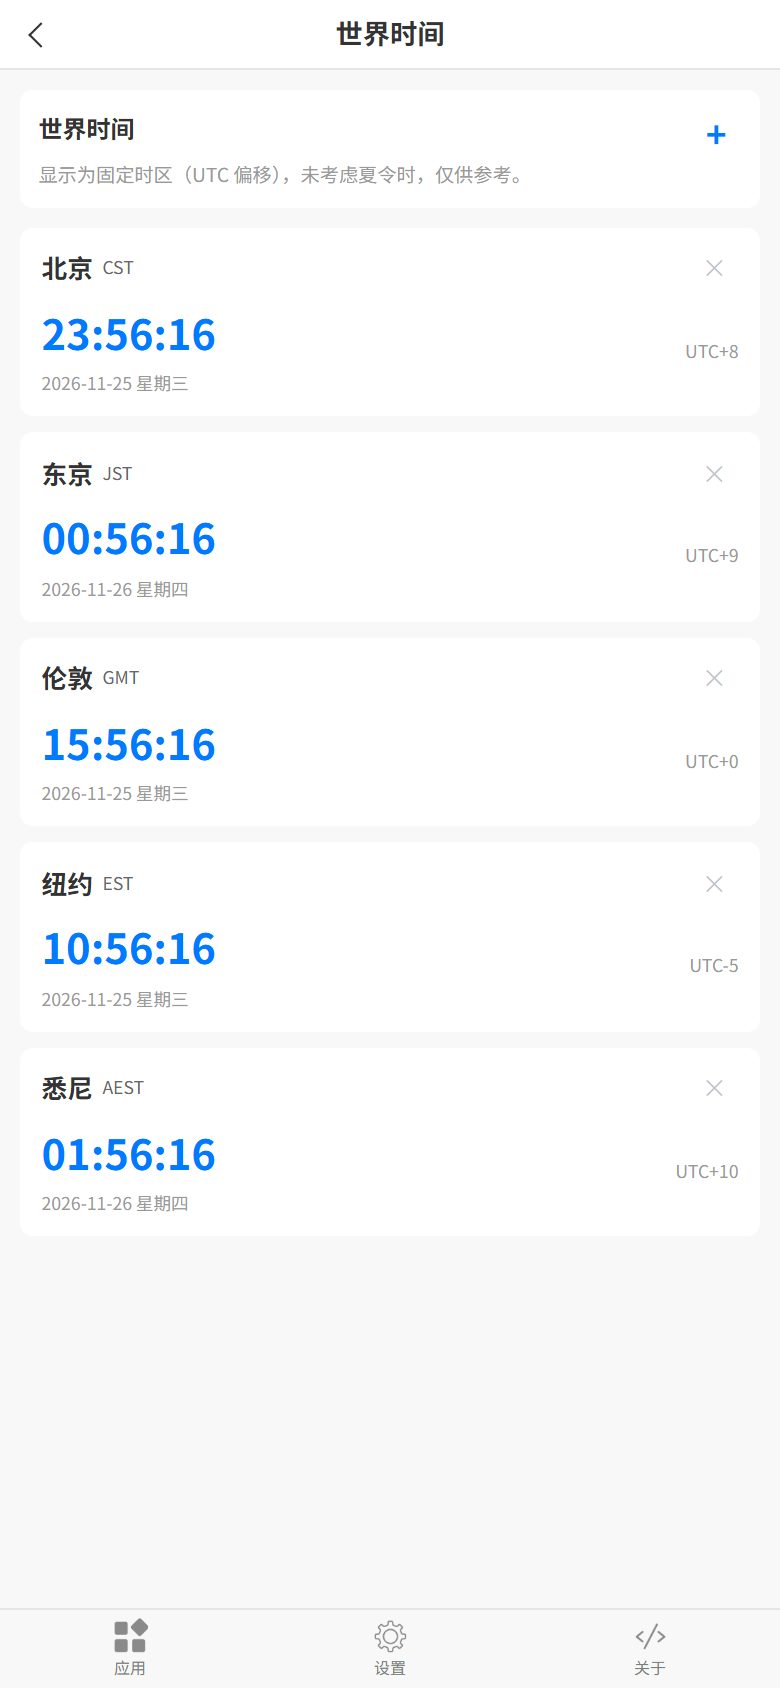 世界时间
世界时间
+
显示为固定时区（UTC 偏移），未考虑夏令时，仅供参考。
北京 CST
23:56:16
UTC+8
2026-11-25 星期三
东京 JST
00:56:16
UTC+9
2026-11-26 星期四
伦敦 GMT
15:56:16
UTC+0
2026-11-25 星期三
纽约 EST
10:56:16
UTC-5
2026-11-25 星期三
悉尼 AEST
01:56:16
UTC+10
2026-11-26 星期四
应用 设置 关于